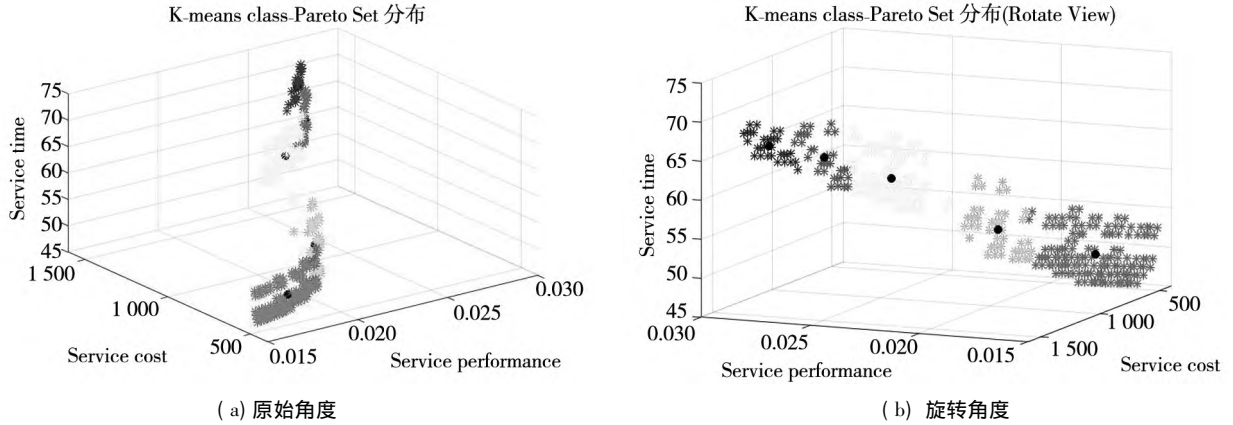 K-means class-Pareto Set 分布
75
70
65
60
55
50
45
Service time
1 500
1 000
500
Service cost
0.015
0.020
0.025
0.030
Service performance
( a) 原始角度
K-means class-Pareto Set 分布(Rotate View)
75
70
65
60
55
50
45
Service time
0.030
0.025
0.020
0.015
Service performance
1 500
1 000
500
Service cost
( b) 旋转角度